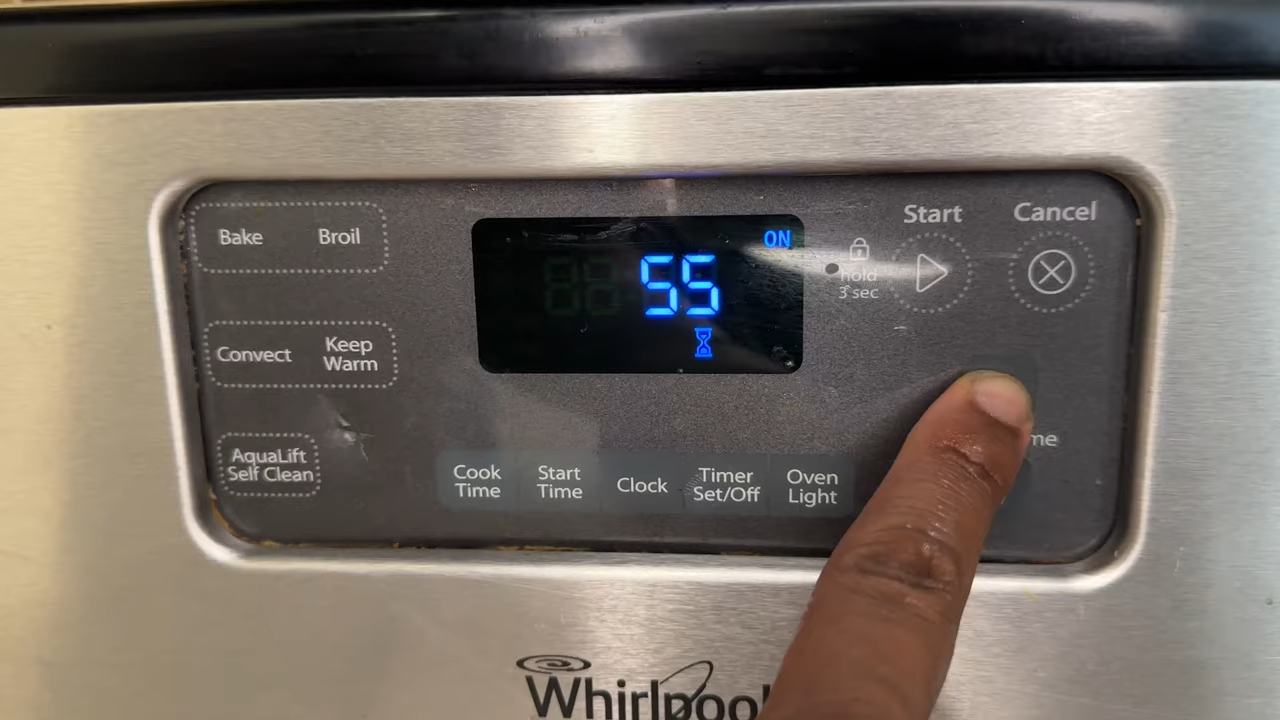 Bake
Broil
Convect
Keep
Warm
AquaLift
Self Clean
ON
55
Cook
Time
Start
Time
Clock
Timer
Set/Off
Oven
Light
hold
3 sec
Start
Cancel
Whirlpool